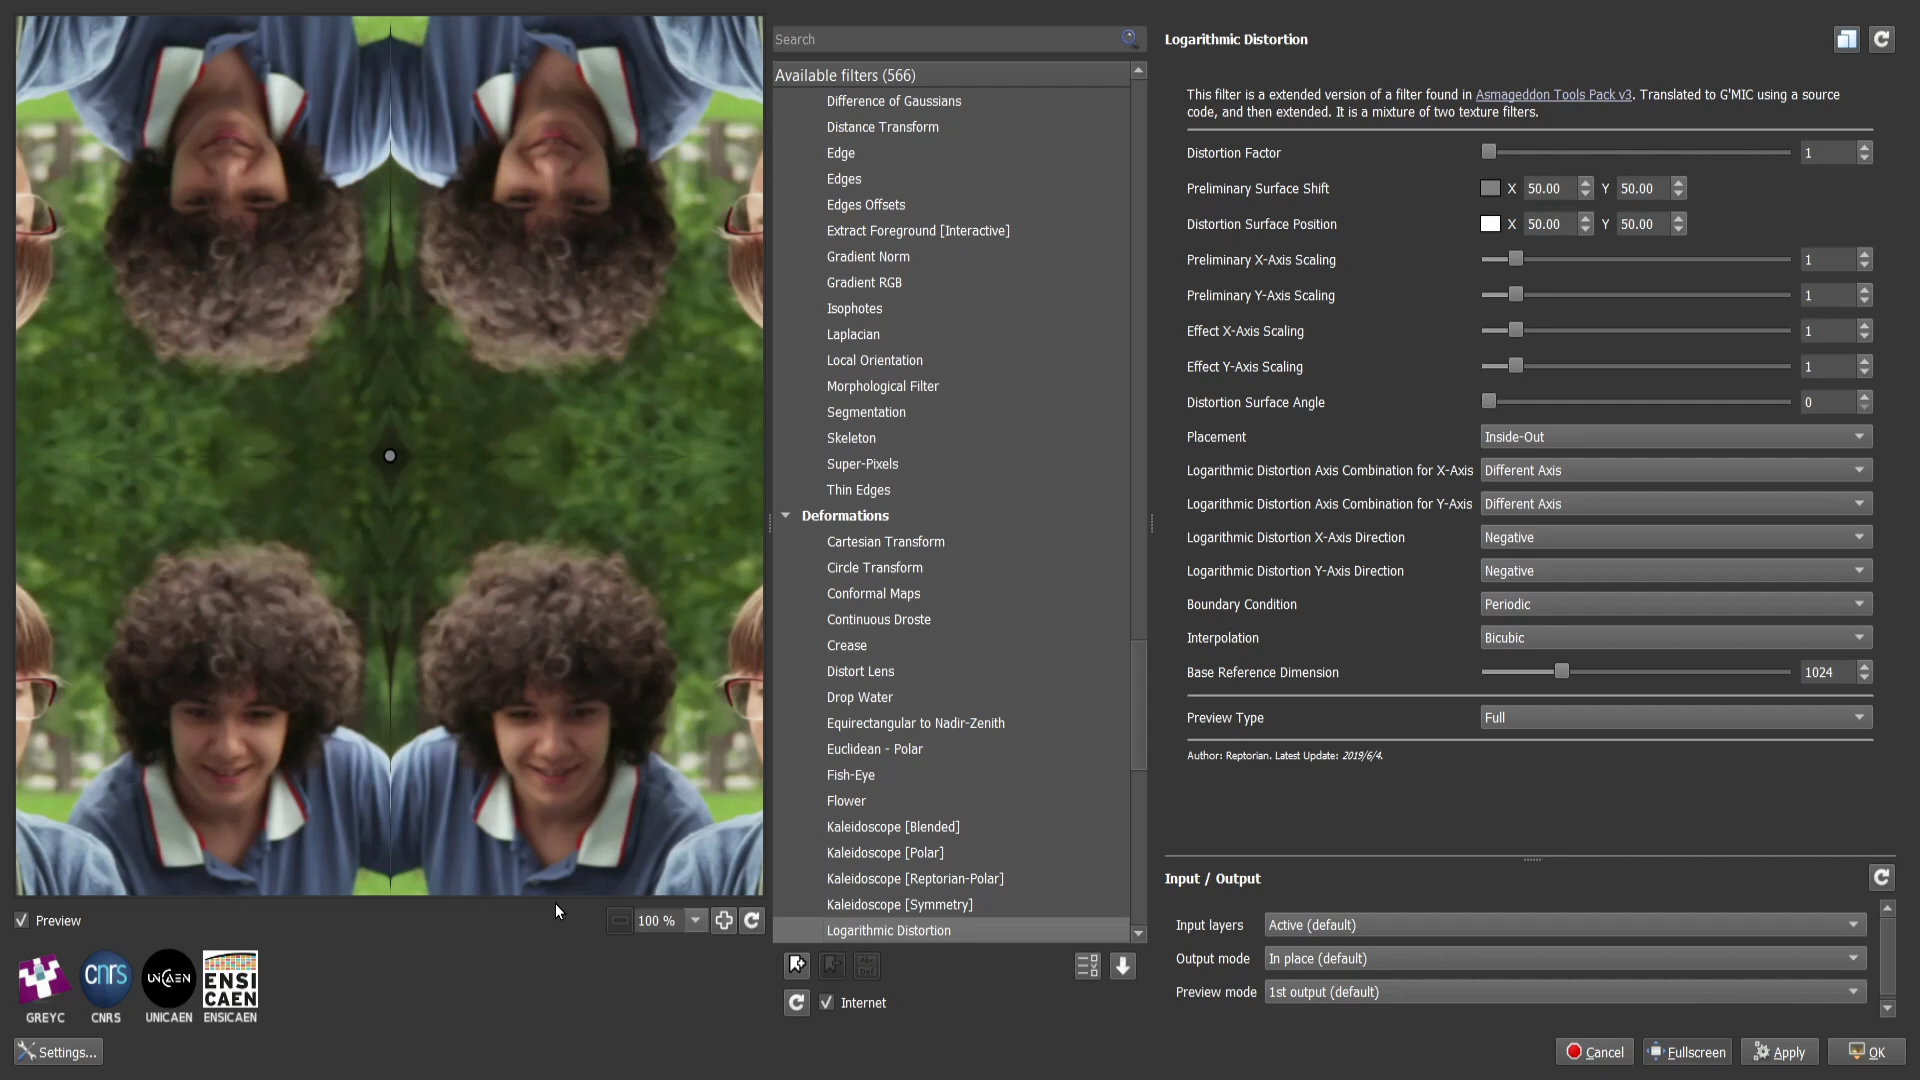 Search
Available filters (566)
Difference of Gaussians
Distance Transform
Edge
Edges
Edges Offsets
Extract Foreground [Interactive]
Gradient Norm
Gradient RGB
Isophotes
Laplacian
Local Orientation
Morphological Filter
Segmentation
Skeleton
Super-Pixels
Thin Edges
Deformations
Cartesian Transform
Circle Transform
Conformal Maps
Continuous Droste
Crease
Distort Lens
Drop Water
Equirectangular to Nadir-Zenith
Euclidean - Polar
Fish-Eye
Flower
Kaleidoscope [Blended]
Kaleidoscope [Polar]
Kaleidoscope [Reptorian-Polar]
Kaleidoscope [Symmetry]
Logarithmic Distortion
Internet
Preview
100 %
cnrs
UNICAEN
ENSI
CAEN
GREYC
CNRS
UNICAEN
ENSICAEN
Settings...
Logarithmic Distortion
This filter is a extended version of a filter found in Asmageddon Tools Pack v3. Translated to G'MIC using a source
code, and then extended. It is a mixture of two texture filters.
Distortion Factor 1
Preliminary Surface Shift X 50.00 Y 50.00
Distortion Surface Position X 50.00 Y 50.00
Preliminary X-Axis Scaling 1
Preliminary Y-Axis Scaling 1
Effect X-Axis Scaling 1
Effect Y-Axis Scaling 1
Distortion Surface Angle 0
Placement Inside-Out
Logarithmic Distortion Axis Combination for X-Axis Different Axis
Logarithmic Distortion Axis Combination for Y-Axis Different Axis
Logarithmic Distortion X-Axis Direction Negative
Logarithmic Distortion Y-Axis Direction Negative
Boundary Condition Periodic
Interpolation Bicubic
Base Reference Dimension 1024
Preview Type Full
Author: Reptorian. Latest Update: 2019/6/4.
Input / Output
Input layers Active (default)
Output mode In place (default)
Preview mode 1st output (default)
Cancel
Fullscreen
Apply
OK